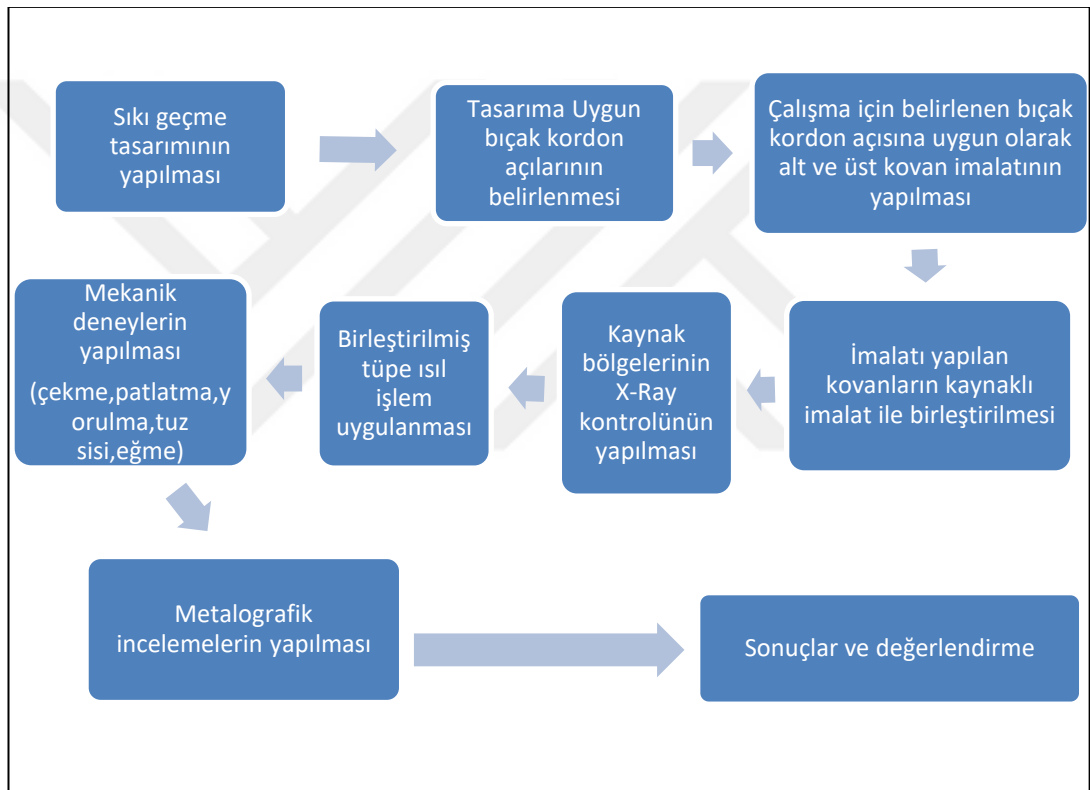 Sıkı geçme
tasarımının
yapılması
Tasarıma Uygun
bıçak kordon
açılarının
belirlenmesi
Çalışma için belirlenen bıçak
kordon açısına uygun olarak
alt ve üst kovan imalatının
yapılması
İmalatı yapılan
kovanların kaynaklı
imalat ile birleştirilmesi
Kaynak
bölgelerinin
X-Ray
kontrolünün
yapılması
Birleştirilmiş
tüpe ısıl
işlem
uygulanması
Mekanik
deneylerin
yapılması
(çekme,patlatma,y
orulma,tuz
sisi,eğme)
Metalografik
incelemelerin yapılması
Sonuçlar ve değerlendirme